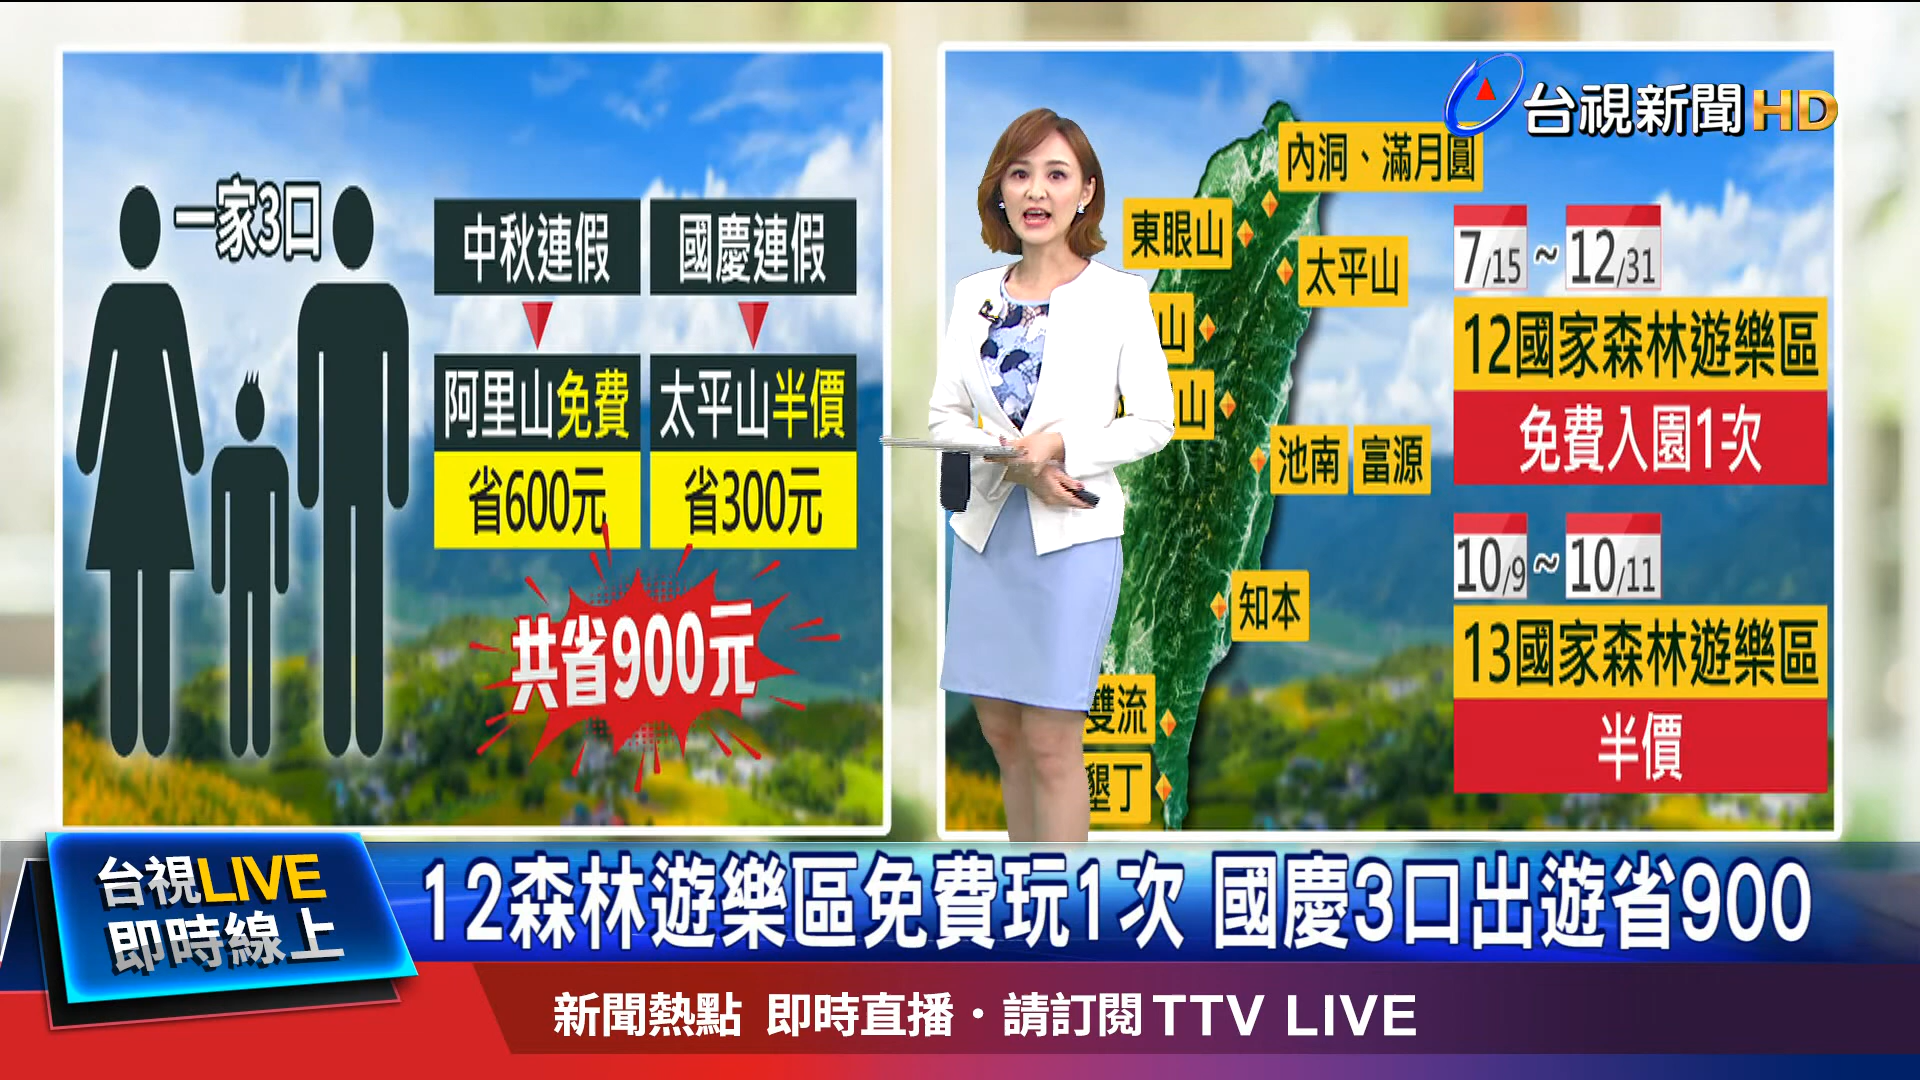 一家3口
中秋連假
國慶連假
阿里山免費
太平山半價
省600元
省300元
共省900元
台視新聞HD
內洞、滿月圓
東眼山
太平山
山
山
池南 富源
知本
雙流
墾丁
7/15~12/31
12國家森林遊樂區
免費入園1次
10/9~10/11
13國家森林遊樂區
半價
台視LIVE
即時線上
12森林遊樂區免費玩1次 國慶3口出遊省900
新聞熱點 即時直播・請訂閱TTV LIVE